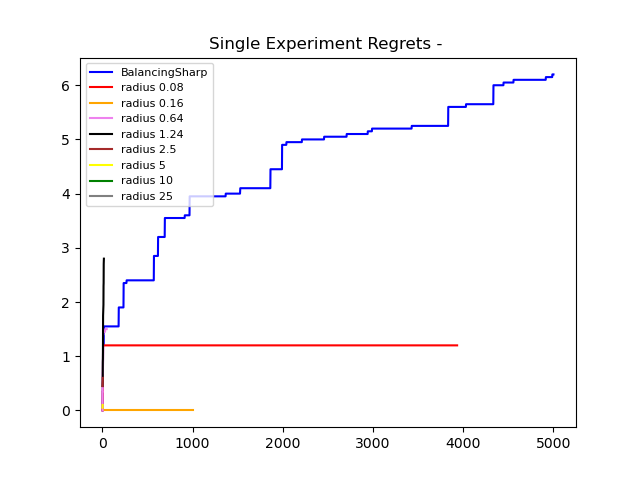 Single Experiment Regrets -
BalancingSharp
radius 0.08
radius 0.16
radius 0.64
radius 1.24
radius 2.5
radius 5
radius 10
radius 25
6
5
4
3
2
1
0
0 1000 2000 3000 4000 5000